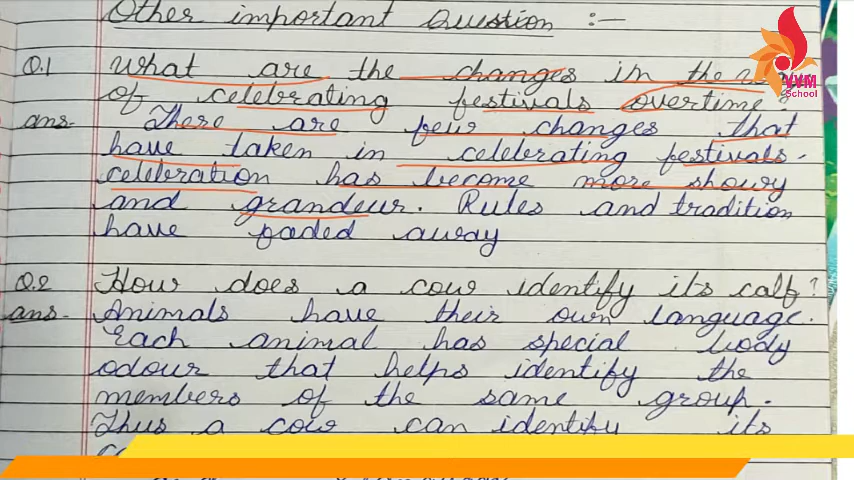 Other important Question :-
Q.1 What are the changes in the way
of celebrating festivals overtime?
ans. There are few changes that
have taken in celebrating festivals.
celebration has become more showy
and grandeur. Rules and tradition
have faded away
Q.2 How does a cow identify its calf?
ans. Animals have their own language.
Each animal has special body
odour that helps identify the
members of the same group.
Thus a cow can identify its
VVM
School